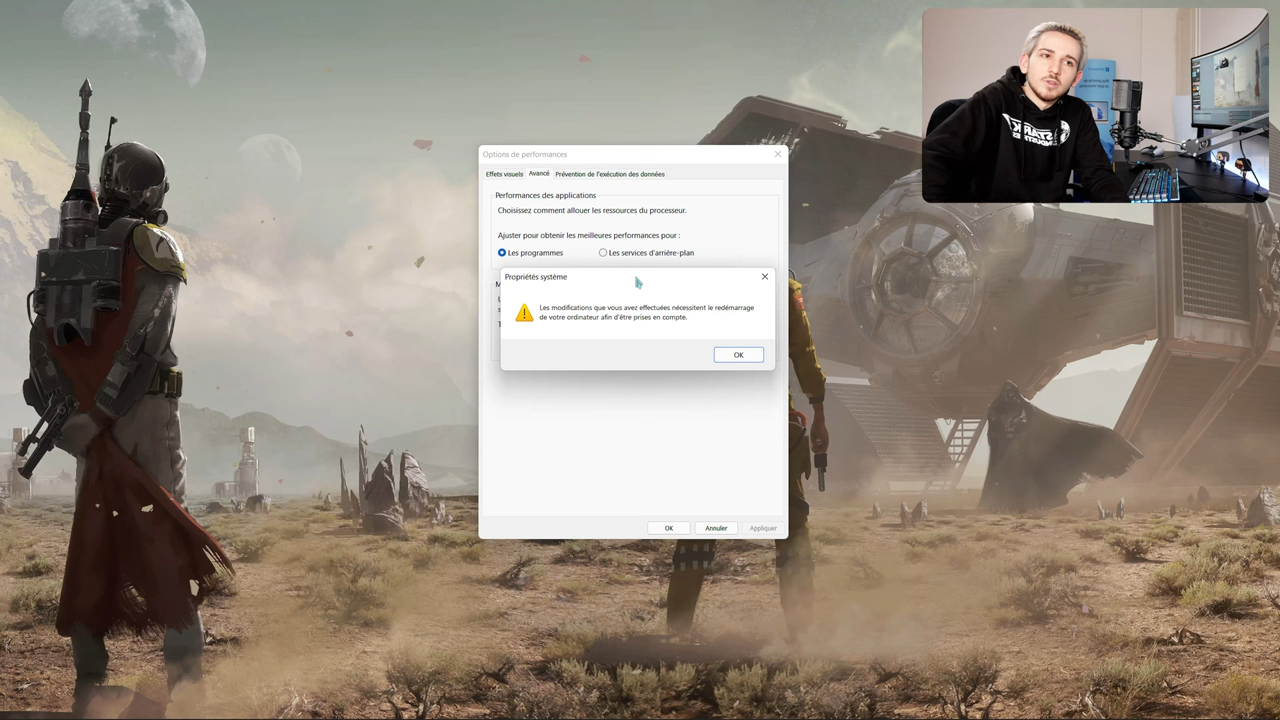 Options de performances
Effets visuels Avancé Prévention de l'exécution des données
Performances des applications
Choisissez comment allouer les ressources du processeur.
Ajuster pour obtenir les meilleures performances pour :
Les programmes Les services d'arrière-plan
Propriétés système
Les modifications que vous avez effectuées nécessitent le redémarrage
de votre ordinateur afin d'être prises en compte.
OK
OK Annuler Appliquer